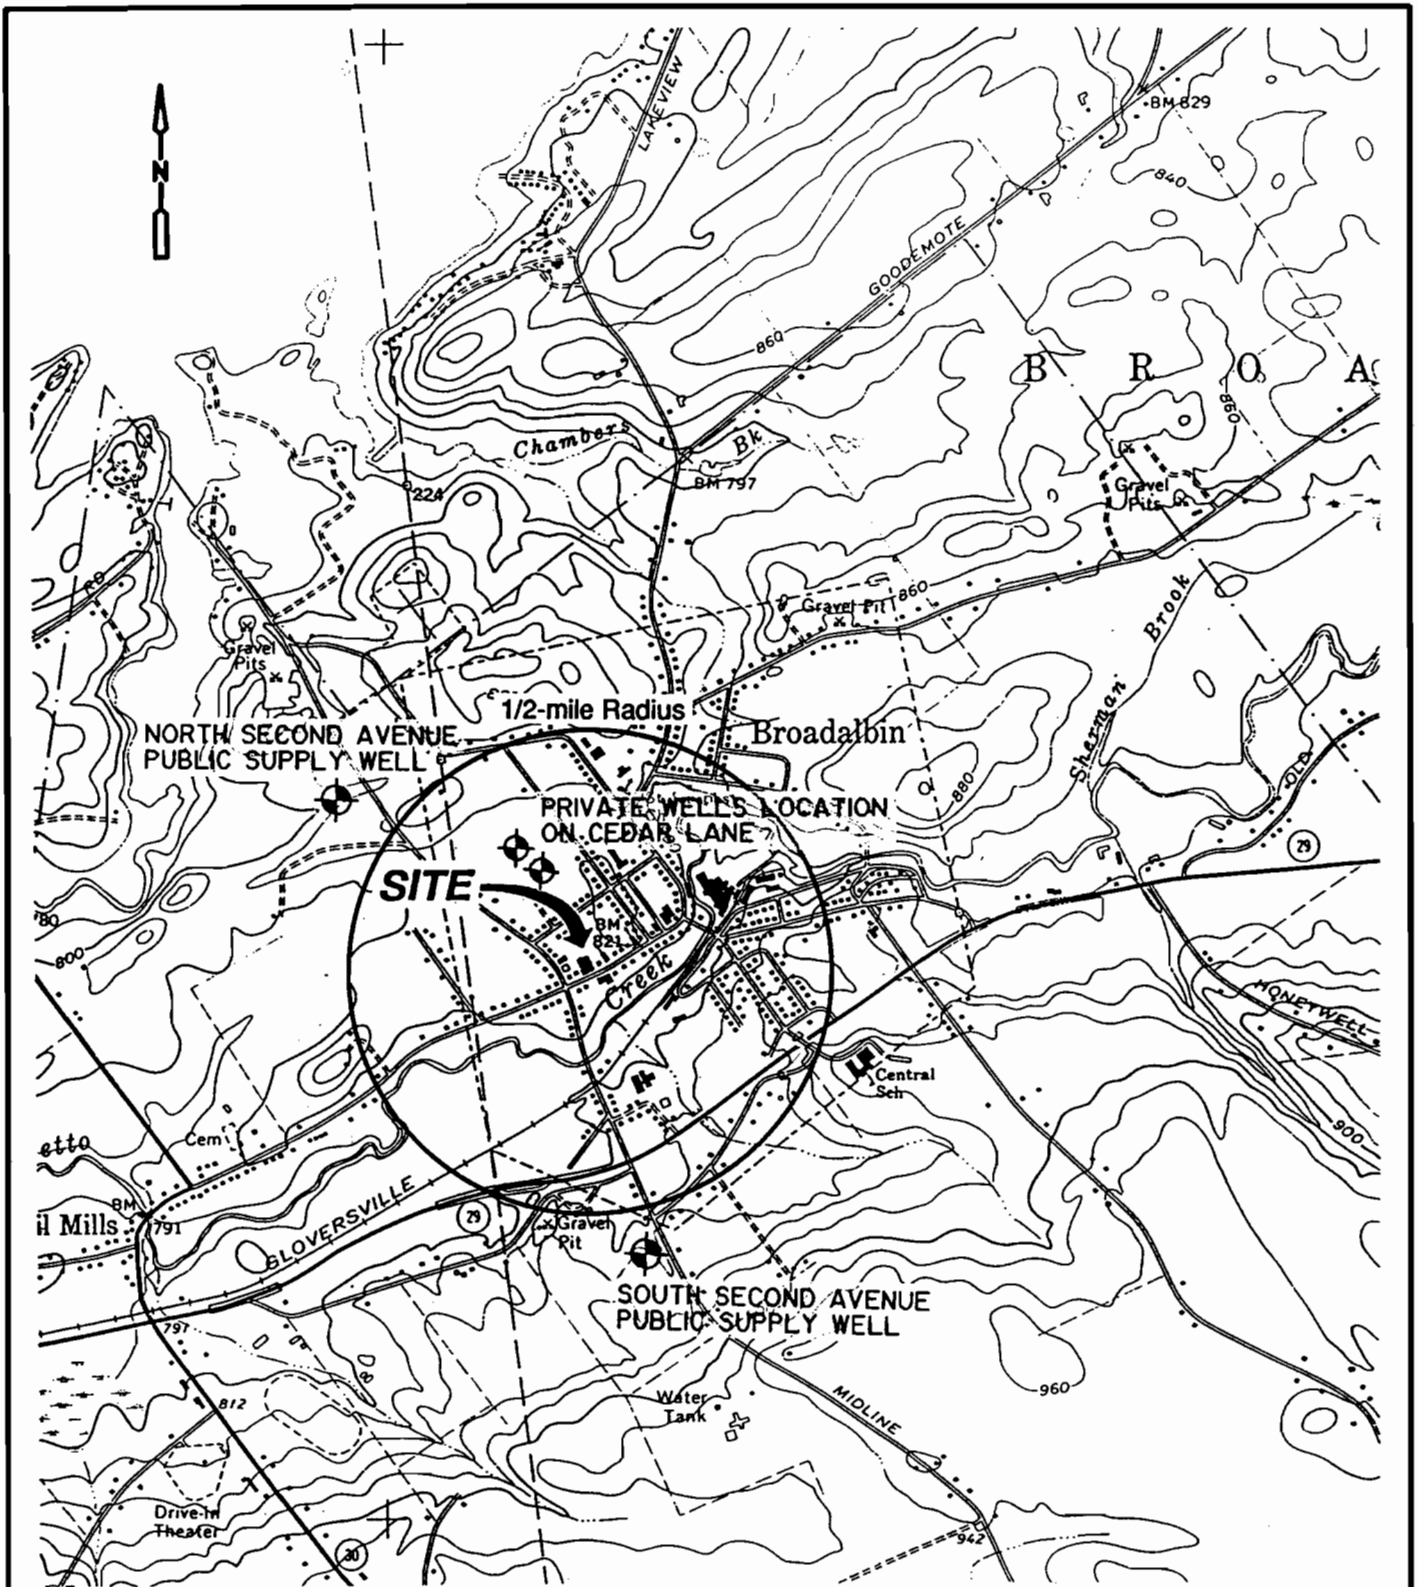 LAKEVIEW
BM 829
N
840
GOODEMOTE
860
B R O A
860
Chambers Bk
BM 797
224
Gravel
Pits
RD
Gravel Pit
860
Brook
Sherman
Gravel
Pits
1/2-mile Radius
NORTH SECOND AVENUE
PUBLIC SUPPLY WELL
Broadalbin
OLD
880
PRIVATE WELLS LOCATION
ON CEDAR LANE
29
SITE
BM
821
780
800
Creek
HONEYWELL
Central
Sch
900
Cem
etto
BM
791
il Mills
GLOVERSVILLE
29
Gravel
Pit
SOUTH SECOND AVENUE
PUBLIC SUPPLY WELL
797
960
812
Water
Tank
MIDLINE
Drive-In
Theater
30
942